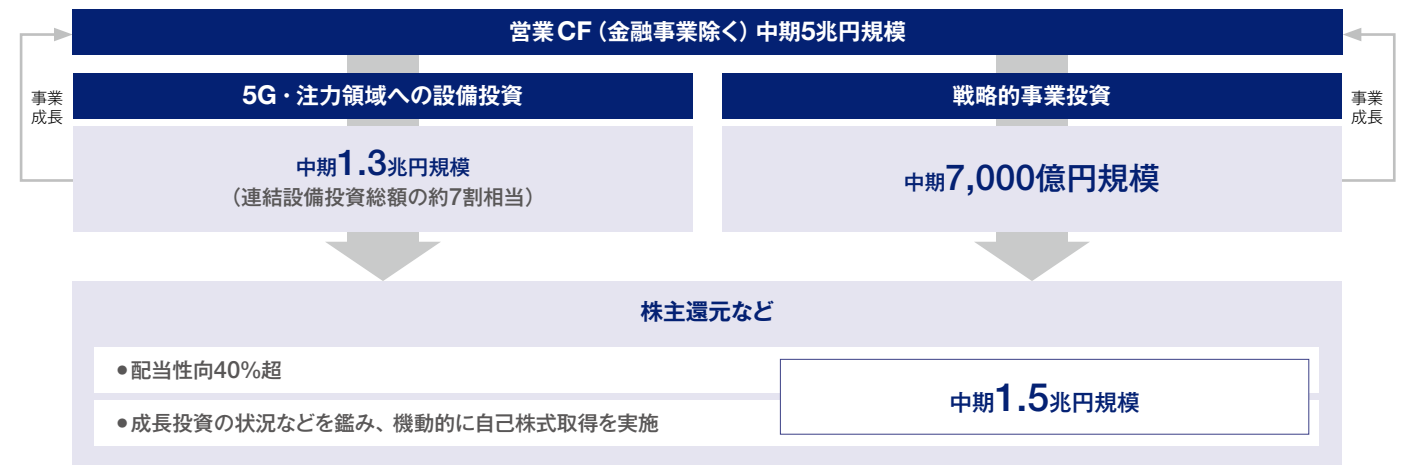 営業CF（金融事業除く）中期5兆円規模
事業
成長
5G・注力領域への設備投資
戦略的事業投資
事業
成長
中期1.3兆円規模
（連結設備投資総額の約7割相当）
中期7,000億円規模
株主還元など
●配当性向40%超
●成長投資の状況などを鑑み、機動的に自己株式取得を実施
中期1.5兆円規模